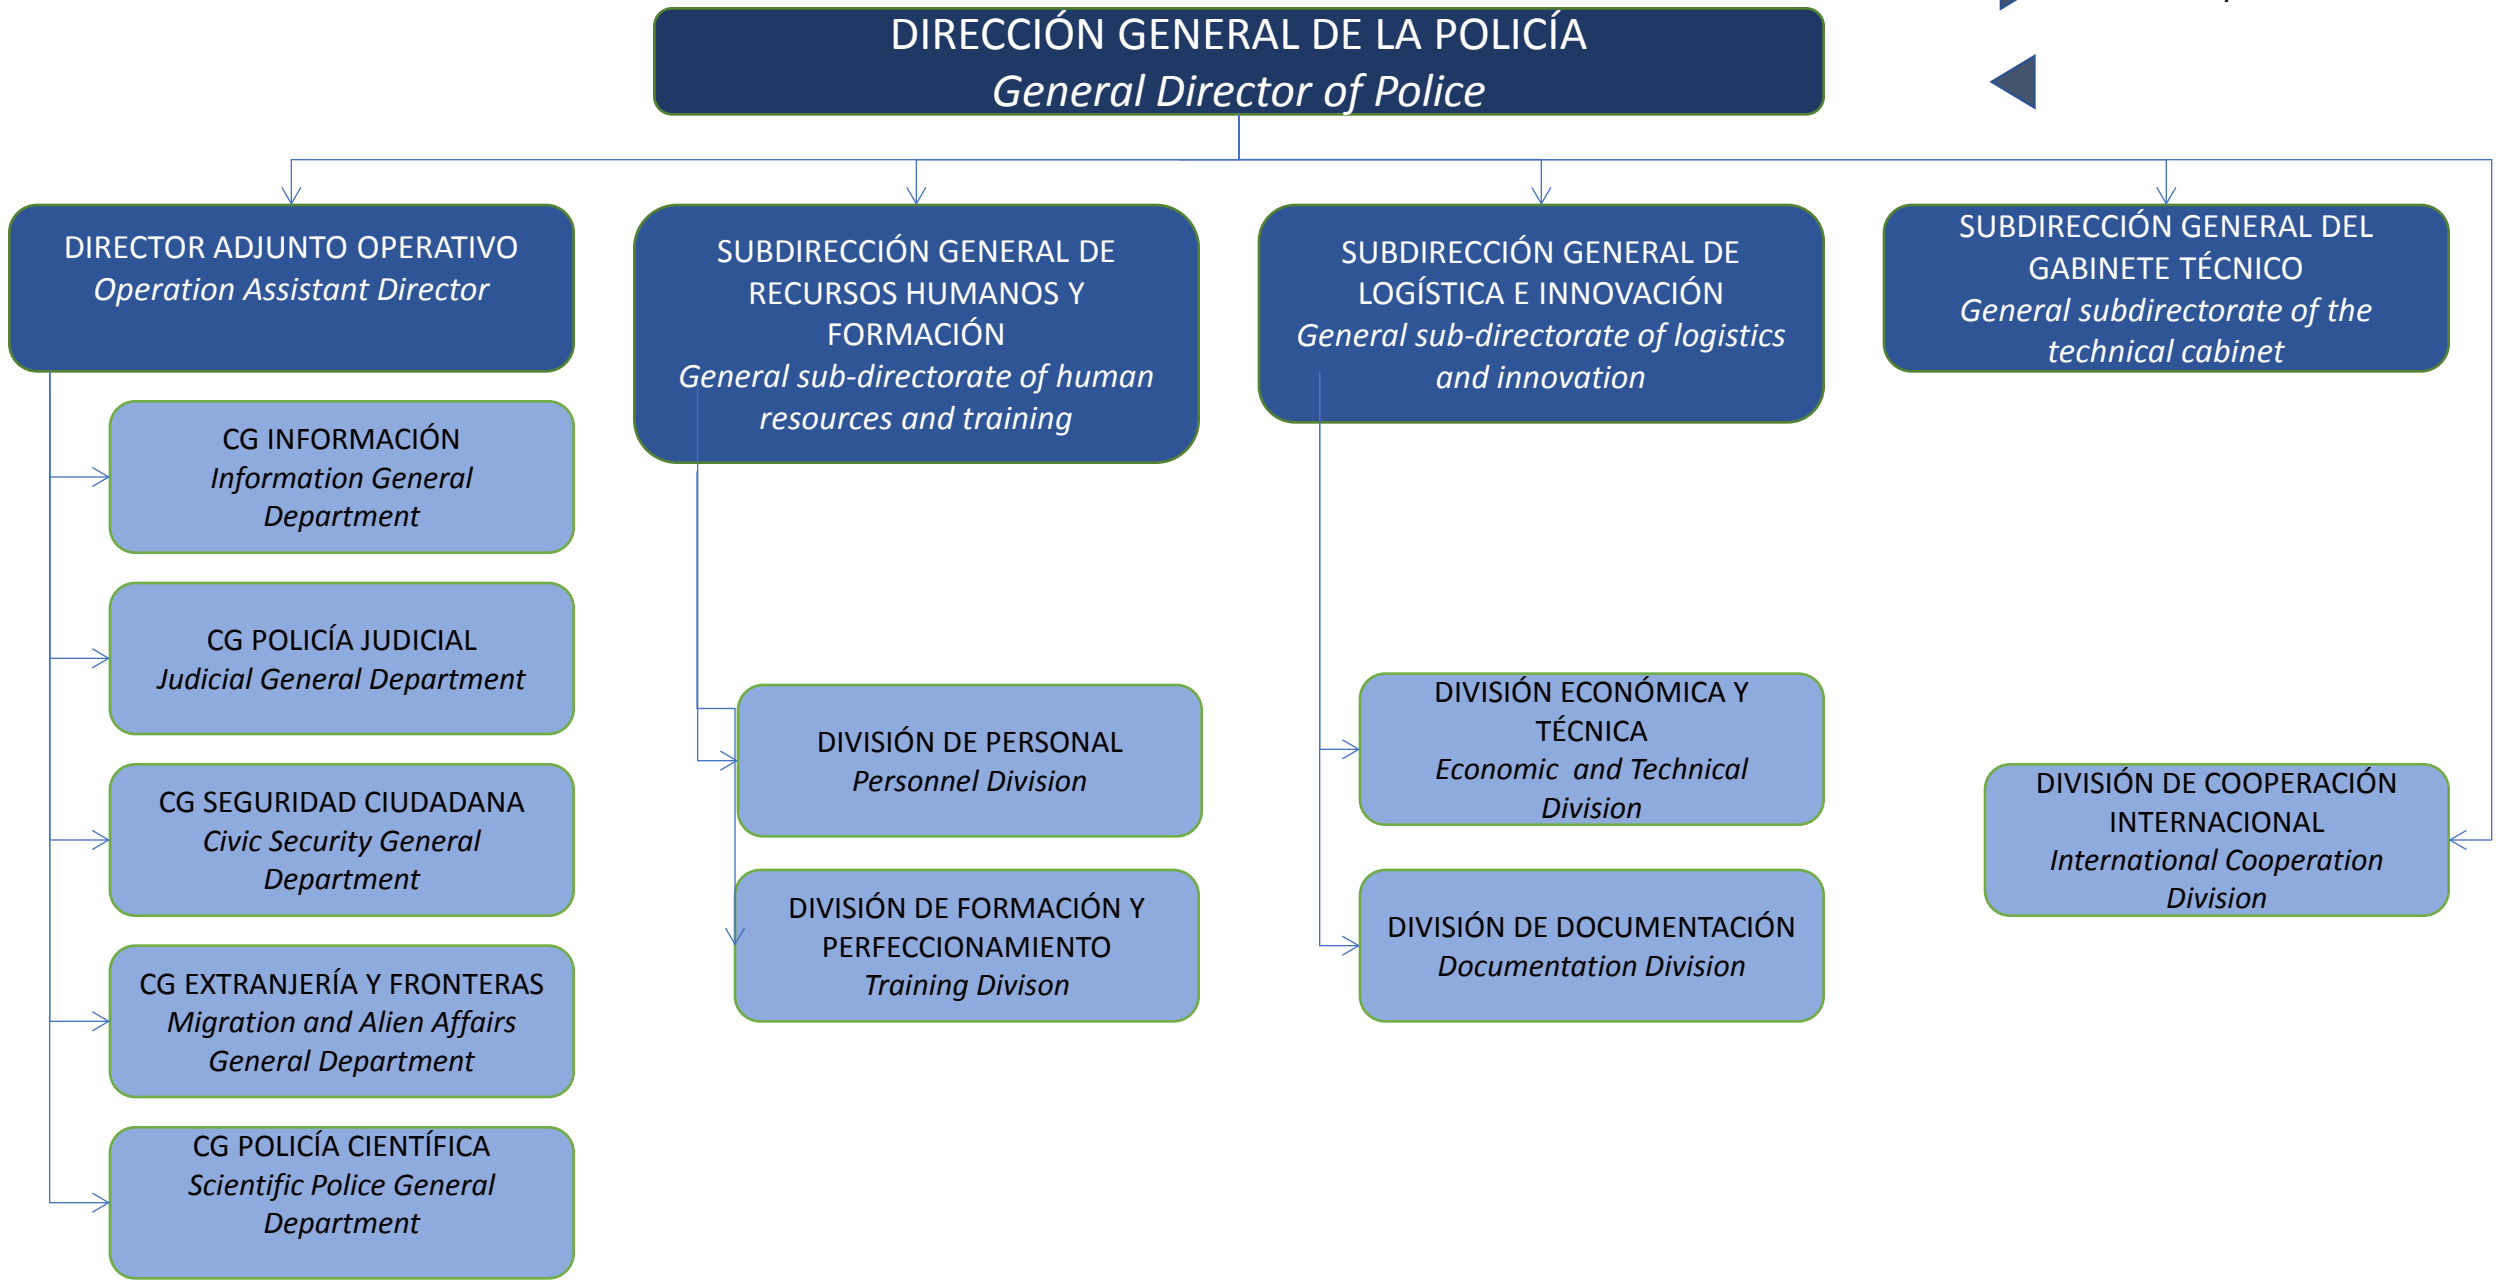 DIRECCIÓN GENERAL DE LA POLICÍA
General Director of Police
DIRECTOR ADJUNTO OPERATIVO
Operation Assistant Director
SUBDIRECCIÓN GENERAL DE
RECURSOS HUMANOS Y
FORMACIÓN
General sub-directorate of human
resources and training
SUBDIRECCIÓN GENERAL DE
LOGÍSTICA E INNOVACIÓN
General sub-directorate of logistics
and innovation
SUBDIRECCIÓN GENERAL DEL
GABINETE TÉCNICO
General subdirectorate of the
technical cabinet
CG INFORMACIÓN
Information General
Department
CG POLICÍA JUDICIAL
Judicial General Department
CG SEGURIDAD CIUDADANA
Civic Security General
Department
CG EXTRANJERÍA Y FRONTERAS
Migration and Alien Affairs
General Department
CG POLICÍA CIENTÍFICA
Scientific Police General
Department
DIVISIÓN DE PERSONAL
Personnel Division
DIVISIÓN DE FORMACIÓN Y
PERFECCIONAMIENTO
Training Divison
DIVISIÓN ECONÓMICA Y
TÉCNICA
Economic  and Technical
Division
DIVISIÓN DE DOCUMENTACIÓN
Documentation Division
DIVISIÓN DE COOPERACIÓN
INTERNACIONAL
International Cooperation
Division